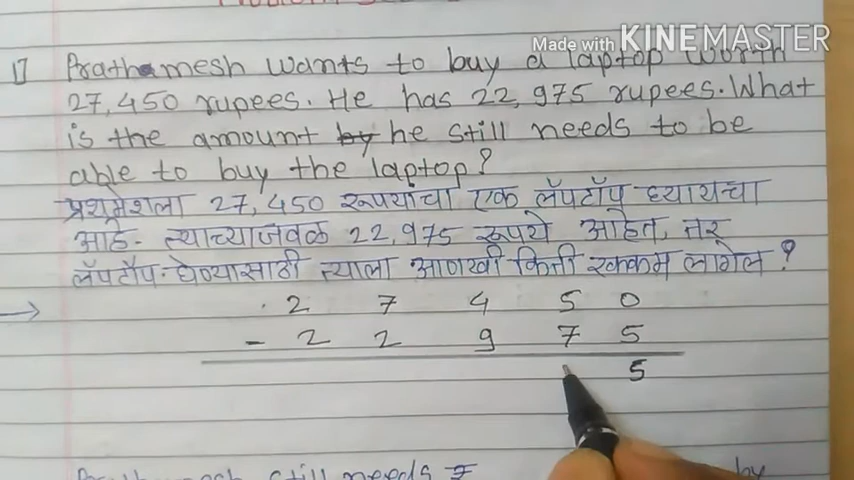 Made with KINEMASTER
1] Prathamesh wants to buy a laptop worth
27,450 rupees. He has 22,975 rupees. What
is the amount by he still needs to be
able to buy the laptop?
प्रथमेशला 27,450 रूपयांचा एक लॅपटॉप घ्यायचा
आहे. त्याच्याजवळ 22,975 रूपये आहेत, तर
लॅपटॉप घेण्यासाठी त्याला आणखी किती रक्कम लागेल ?
→ 2 7 4 5 0
- 2 2 9 7 5
5
still needs ₹ by